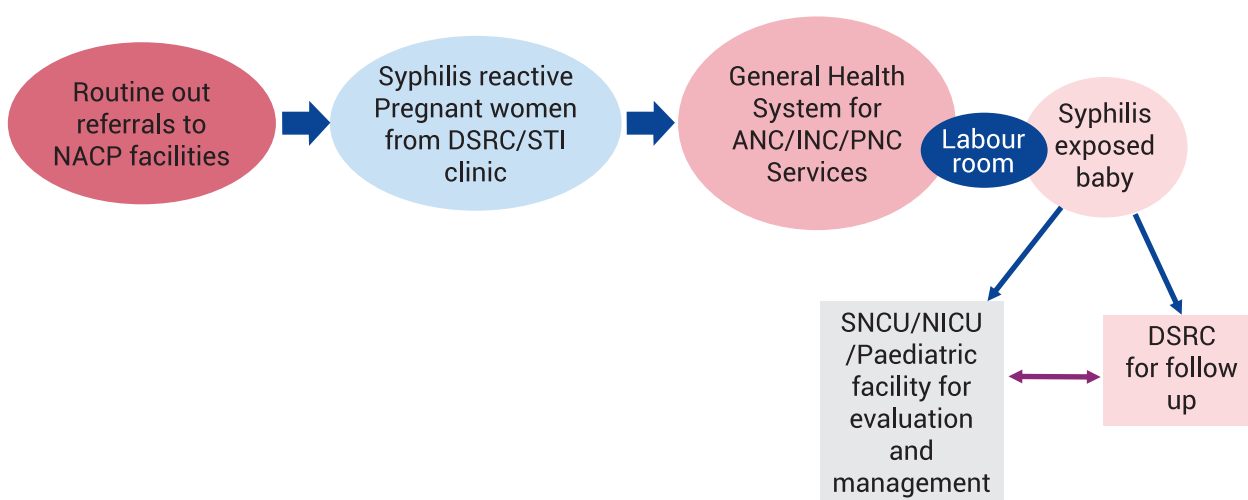 Routine out
referrals to
NACP facilities
Syphilis reactive
Pregnant women
from DSRC/STI
clinic
General Health
System for
ANC/INC/PNC
Services
Labour
room
Syphilis
exposed
baby
SNCU/NICU
/Paediatric
facility for
evaluation
and
management
DSRC
for follow
up